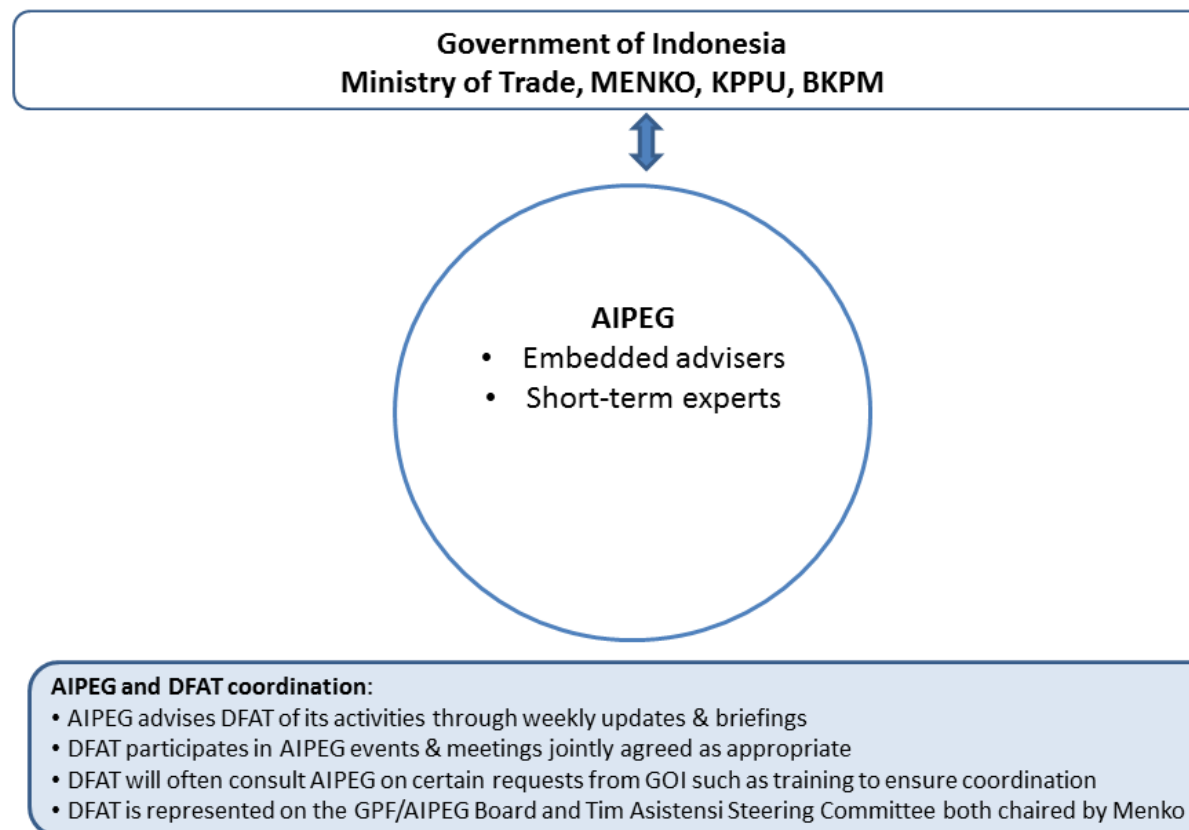 Government of Indonesia
Ministry of Trade, MENKO, KPPU, BKPM
AIPEG
• Embedded advisers
• Short-term experts
AIPEG and DFAT coordination:
• AIPEG advises DFAT of its activities through weekly updates & briefings
• DFAT participates in AIPEG events & meetings jointly agreed as appropriate
• DFAT will often consult AIPEG on certain requests from GOI such as training to ensure coordination
• DFAT is represented on the GPF/AIPEG Board and Tim Asistensi Steering Committee both chaired by Menko